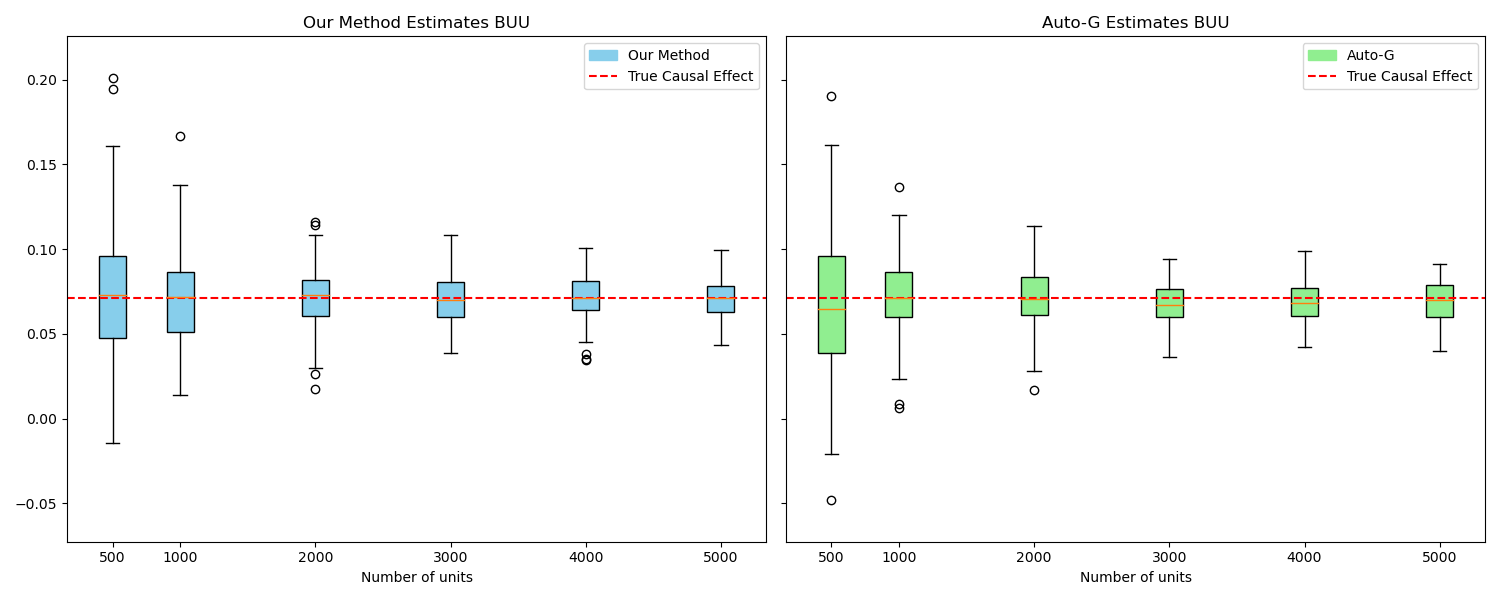 Our Method Estimates BUU
Our Method
True Causal Effect
0.20
0.15
0.10
0.05
0.00
−0.05
500 1000 2000 3000 4000 5000
Number of units
Auto-G Estimates BUU
Auto-G
True Causal Effect
500 1000 2000 3000 4000 5000
Number of units